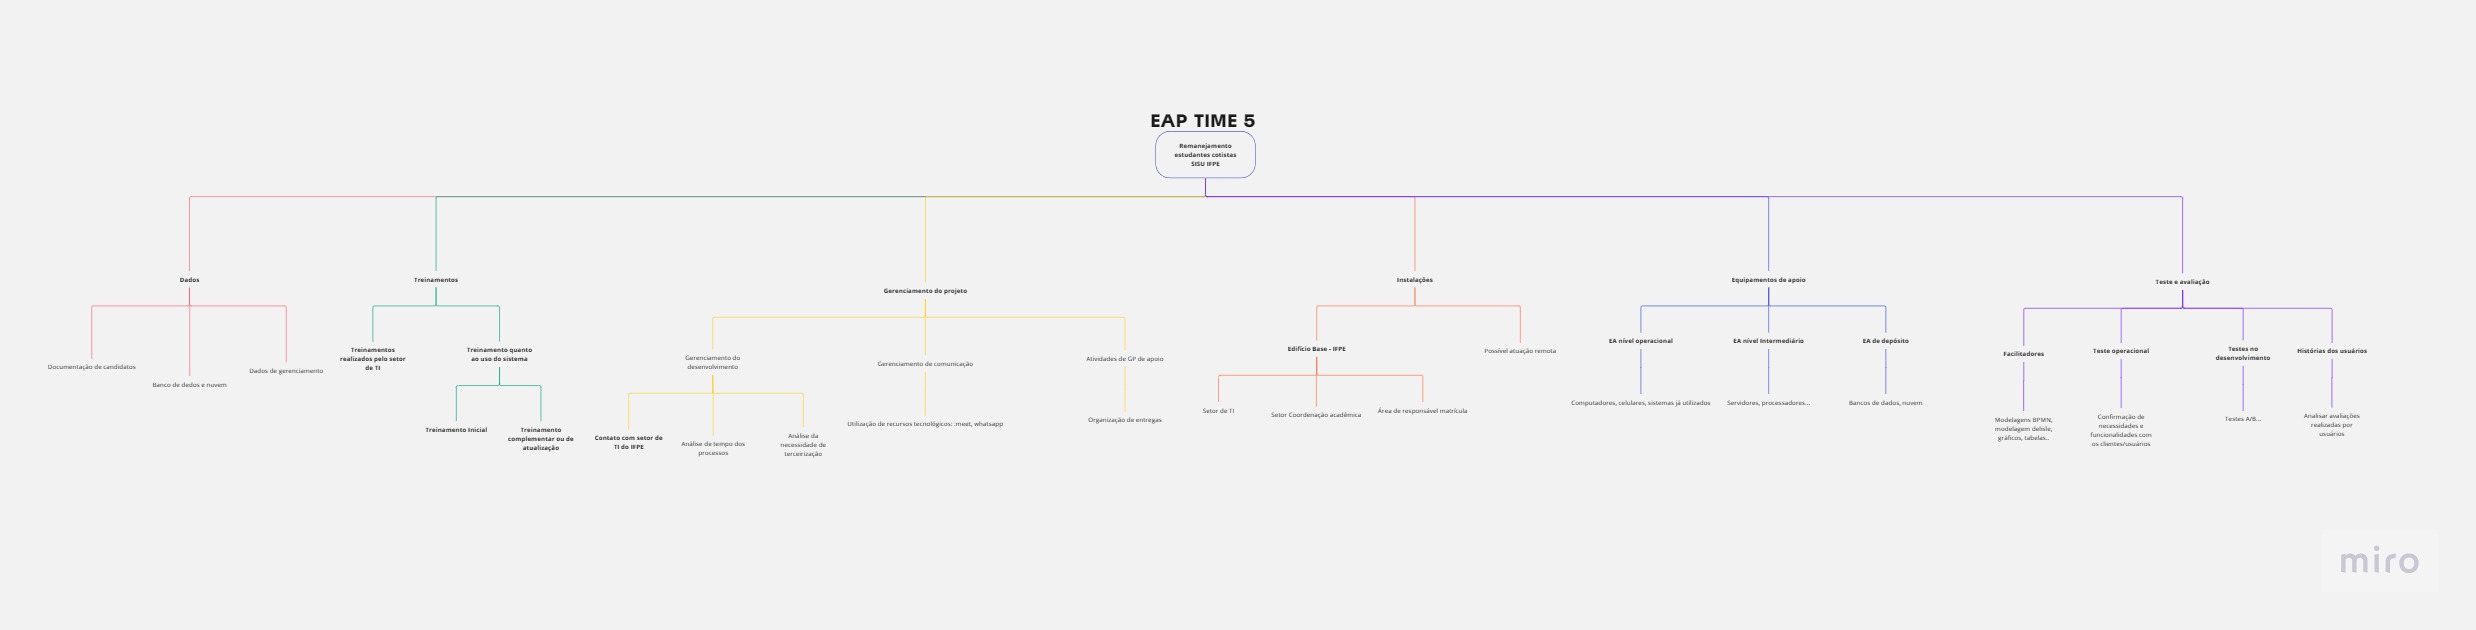 EAP TIME 5
Remanejamento
estudantes cotistas
SISU IFPE
Dados
Documentação de candidatos
Banco de dedos e nuvem
Dados de gerenciamento
Treinamentos
Treinamentos
realizados pelo setor
de TI
Treinamento quanto
ao uso do sistema
Treinamento Inicial
Treinamento
complementar ou de
atualização
Gerenciamento do projeto
Gerenciamento do
desenvolvimento
Contato com setor de
TI do IFPE
Análise de tempo dos
processos
Análise da
necessidade de
terceirização
Gerenciamento de comunicação
Utilização de recursos tecnológicos: :meet, whatsapp
Atividades de GP de apoio
Organização de entregas
Instalações
Edifício Base - IFPE
Setor de TI
Setor Coordenação acadêmica
Área de responsável matrícula
Possível atuação remota
Equipamentos de apoio
EA nível operacional
Computadores, celulares, sistemas já utilizados
EA nível Intermediário
Servidores, processadores...
EA de depósito
Bancos de dados, nuvem
Teste e avaliação
Facilitadores
Modelagens BPMN,
modelagem delisle,
gráficos, tabelas..
Teste operacional
Confirmação de
necessidades e
funcionalidades com
os clientes/usuários
Testes no
desenvolvimento
Testes A/B...
Histórias dos usuários
Analisar avaliações
realizadas por
usuários
miro